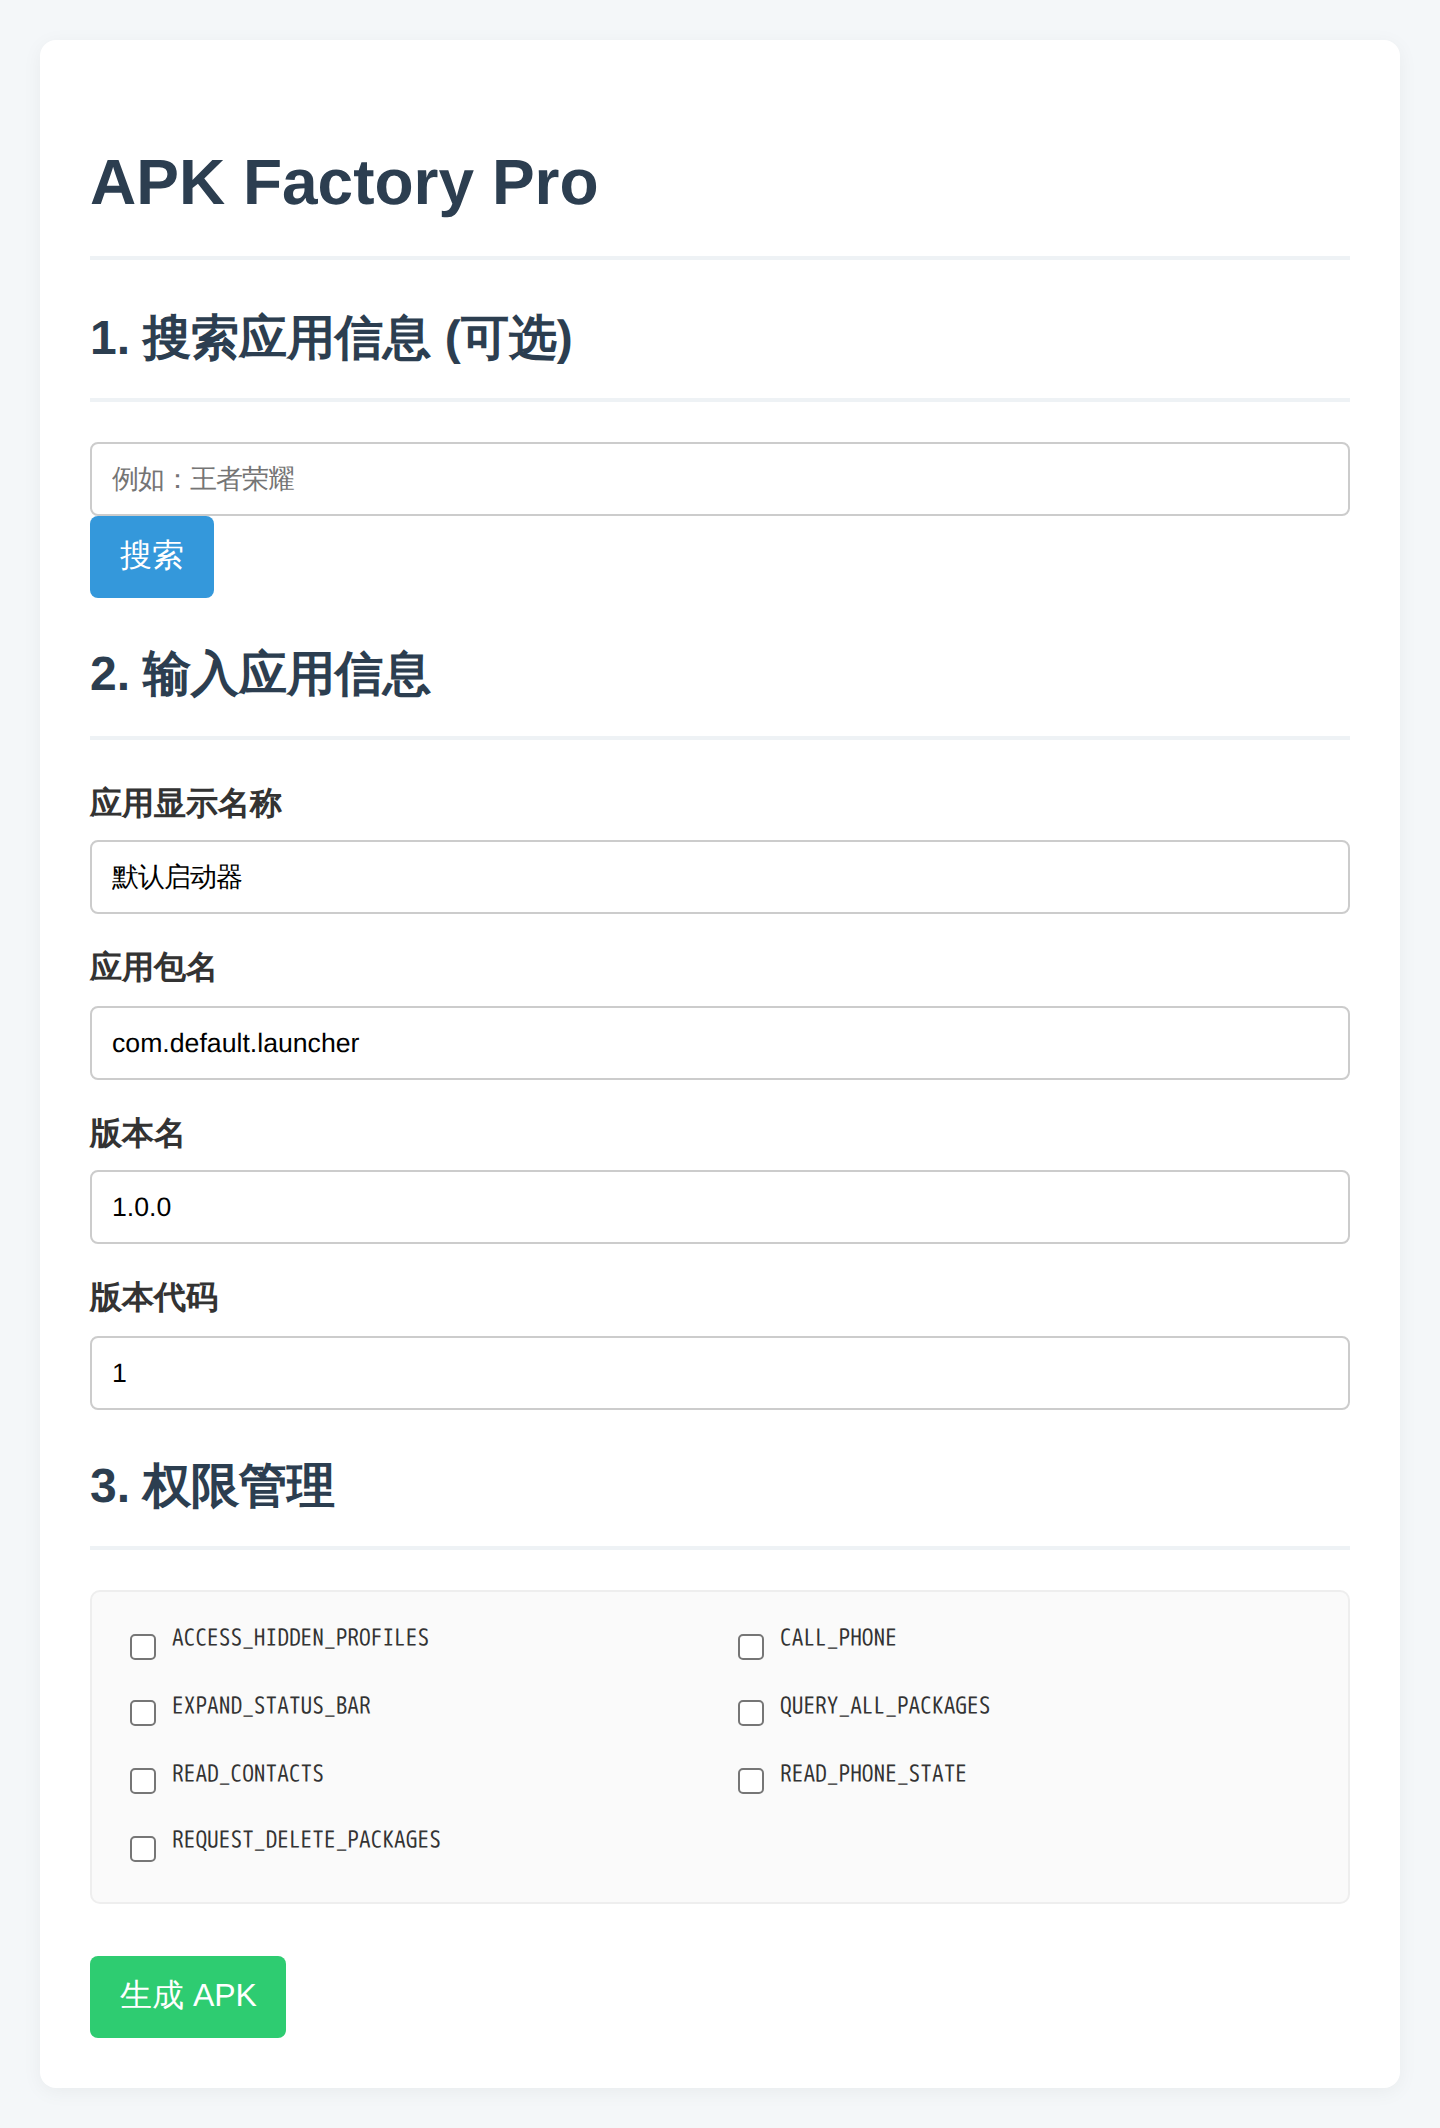 APK Factory Pro
1. 搜索应用信息 (可选)
例如：王者荣耀
搜索
2. 输入应用信息
应用显示名称
默认启动器
应用包名
com.default.launcher
版本名
1.0.0
版本代码
1
3. 权限管理
ACCESS_HIDDEN_PROFILES
CALL_PHONE
EXPAND_STATUS_BAR
QUERY_ALL_PACKAGES
READ_CONTACTS
READ_PHONE_STATE
REQUEST_DELETE_PACKAGES
生成 APK